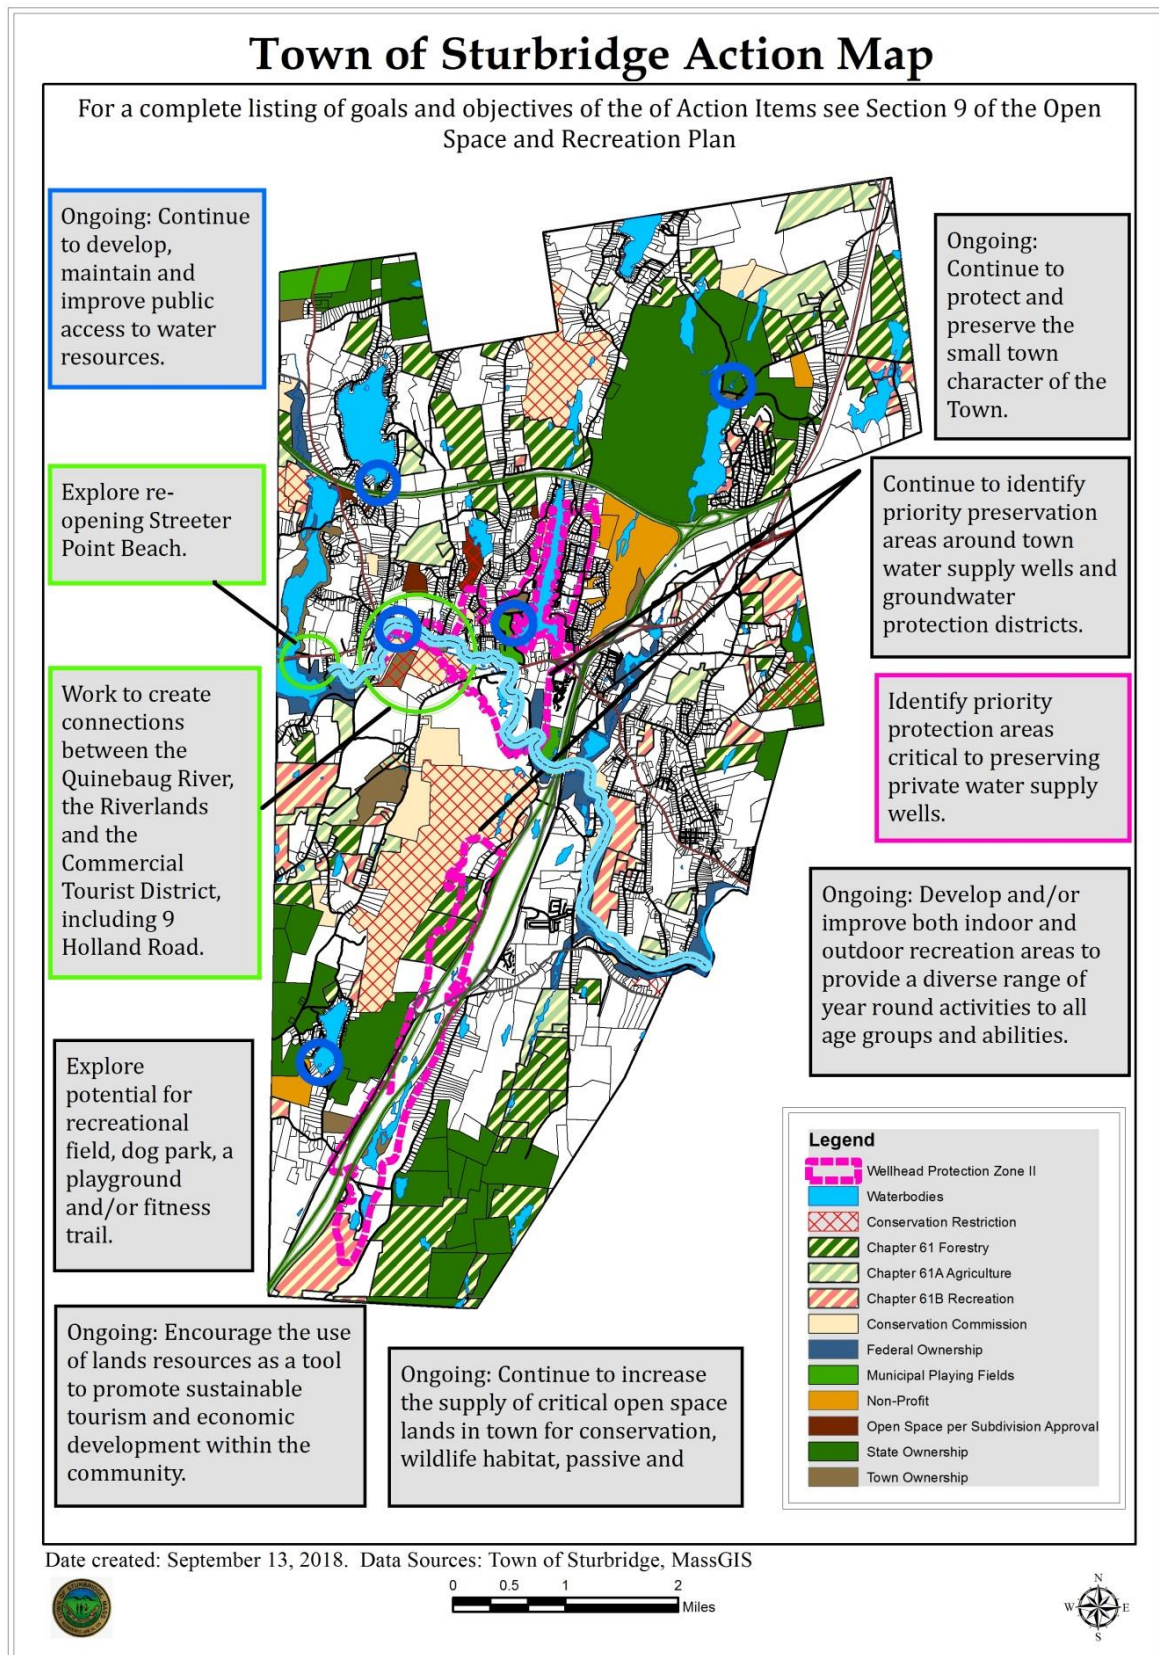 Town of Sturbridge Action Map
For a complete listing of goals and objectives of the of Action Items see Section 9 of the Open
Space and Recreation Plan
Ongoing: Continue
to develop,
maintain and
improve public
access to water
resources.
Explore re-
opening Streeter
Point Beach.
Work to create
connections
between the
Quinebaug River,
the Riverlands
and the
Commercial
Tourist District,
including 9
Holland Road.
Explore
potential for
recreational
field, dog park, a
playground
and/or fitness
trail.
Ongoing: Encourage the use
of lands resources as a tool
to promote sustainable
tourism and economic
development within the
community.
Ongoing: Continue to increase
the supply of critical open space
lands in town for conservation,
wildlife habitat, passive and
Ongoing:
Continue to
protect and
preserve the
small town
character of the
Town.
Continue to identify
priority preservation
areas around town
water supply wells and
groundwater
protection districts.
Identify priority
protection areas
critical to preserving
private water supply
wells.
Ongoing: Develop and/or
improve both indoor and
outdoor recreation areas to
provide a diverse range of
year round activities to all
age groups and abilities.
Legend
Wellhead Protection Zone II
Waterbodies
Conservation Restriction
Chapter 61 Forestry
Chapter 61A Agriculture
Chapter 61B Recreation
Conservation Commission
Federal Ownership
Municipal Playing Fields
Non-Profit
Open Space per Subdivision Approval
State Ownership
Town Ownership
Date created: September 13, 2018. Data Sources: Town of Sturbridge, MassGIS
0 0.5 1 2
Miles
N
W E
S